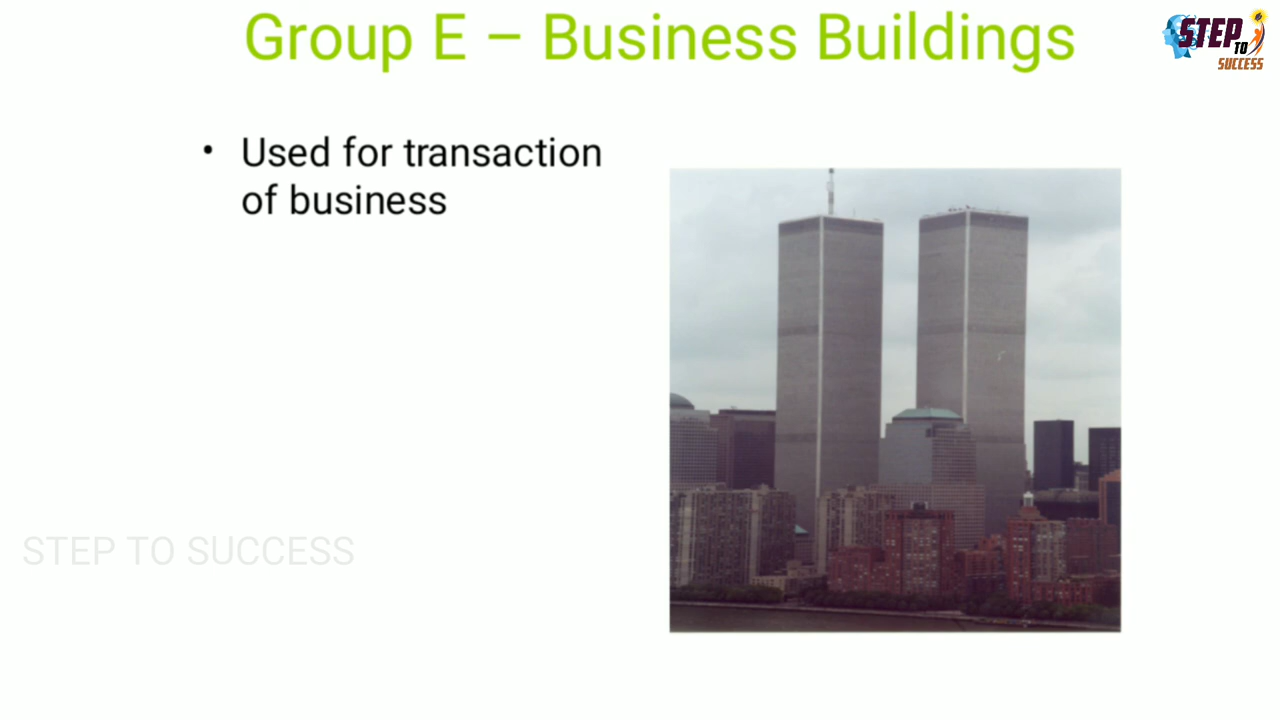 Group E – Business Buildings
STEP
TO
SUCCESS
• Used for transaction
of business
STEP TO SUCCESS